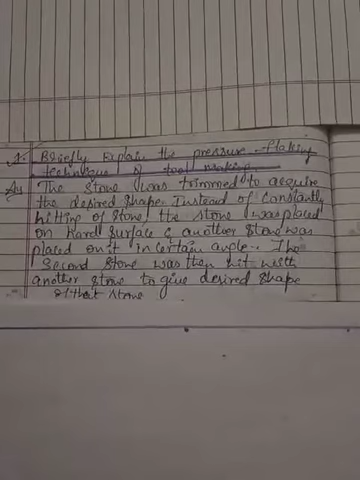 1. Briefly Explain the pressure-flaking
technique of tool making
Ans The stone was trimmed to acquire
the desired shape. Instead of constantly
hitting of stone, the stone was placed
on hard surface & another stone was
placed on it in certain angle. The
second stone was then hit with
another stone to give desired shape
of that stone